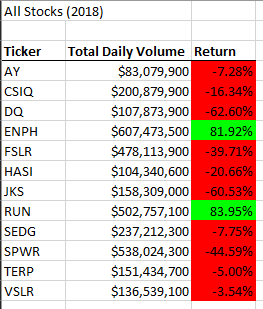 All Stocks (2018)
Ticker Total Daily Volume Return
AY $83,079,900 -7.28%
CSIQ $200,879,900 -16.34%
DQ $107,873,900 -62.60%
ENPH $607,473,500 81.92%
FSLR $478,113,900 -39.71%
HASI $104,340,600 -20.66%
JKS $158,309,000 -60.53%
RUN $502,757,100 83.95%
SEDG $237,212,300 -7.75%
SPWR $538,024,300 -44.59%
TERP $151,434,700 -5.00%
VSLR $136,539,100 -3.54%